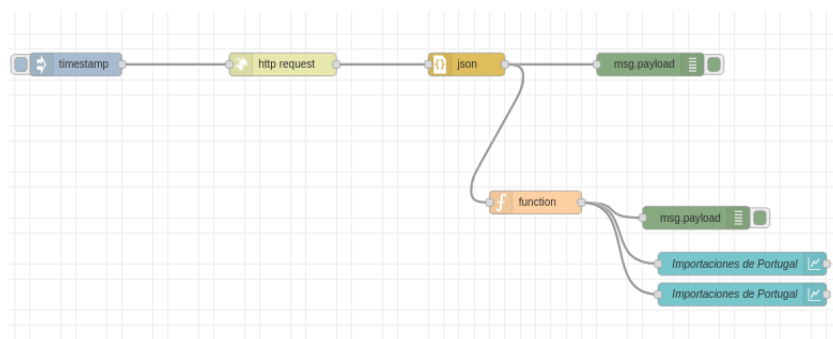 timestamp
http request
json
msg.payload
function
msg.payload
Importaciones de Portugal
Importaciones de Portugal